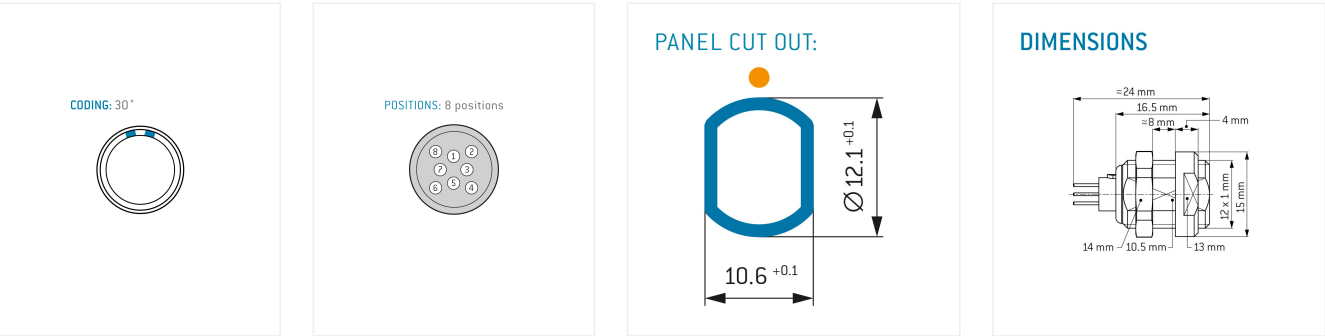 CODING: 30°
POSITIONS: 8 positions
8
1
2
7
3
6
5
4
PANEL CUT OUT:
Ø 12.1 +0.1
10.6 +0.1
DIMENSIONS
≈24 mm
16.5 mm
≈8 mm
4 mm
12 x 1 mm
15 mm
14 mm
10.5 mm
13 mm